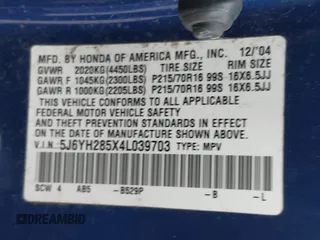 MFD. BY HONDA OF AMERICA MFG., INC. 12/'04
GVWR 2020KG(4450LBS) TIRE SIZE RIM SIZE
GAWR F 1045KG(2300LBS) P215/70R16 99S 16X6.5JJ
GAWR R 1000KG(2205LBS) P215/70R16 99S 16X6.5JJ
THIS VEHICLE CONFORMS TO ALL APPLICABLE
FEDERAL MOTOR VEHICLE SAFETY
AND THEFT PREVENTION STANDARDS IN EFFECT
ON THE DATE OF MANUFACTURE SHOWN ABOVE.
V.I.N: 5J6YH285X4L039703 TYPE: MPV
SCW 4 AB5 -B529P -B -L
DREAMBID